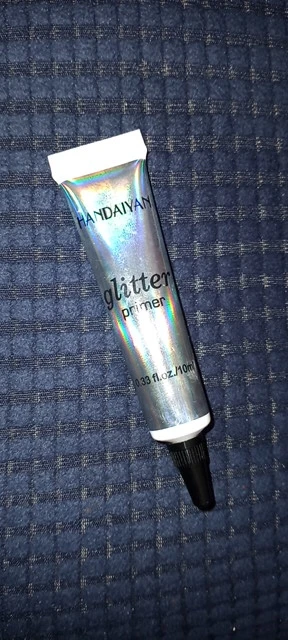 HANDAIYAN
glitter
primer
0.33 fl.oz./10ml